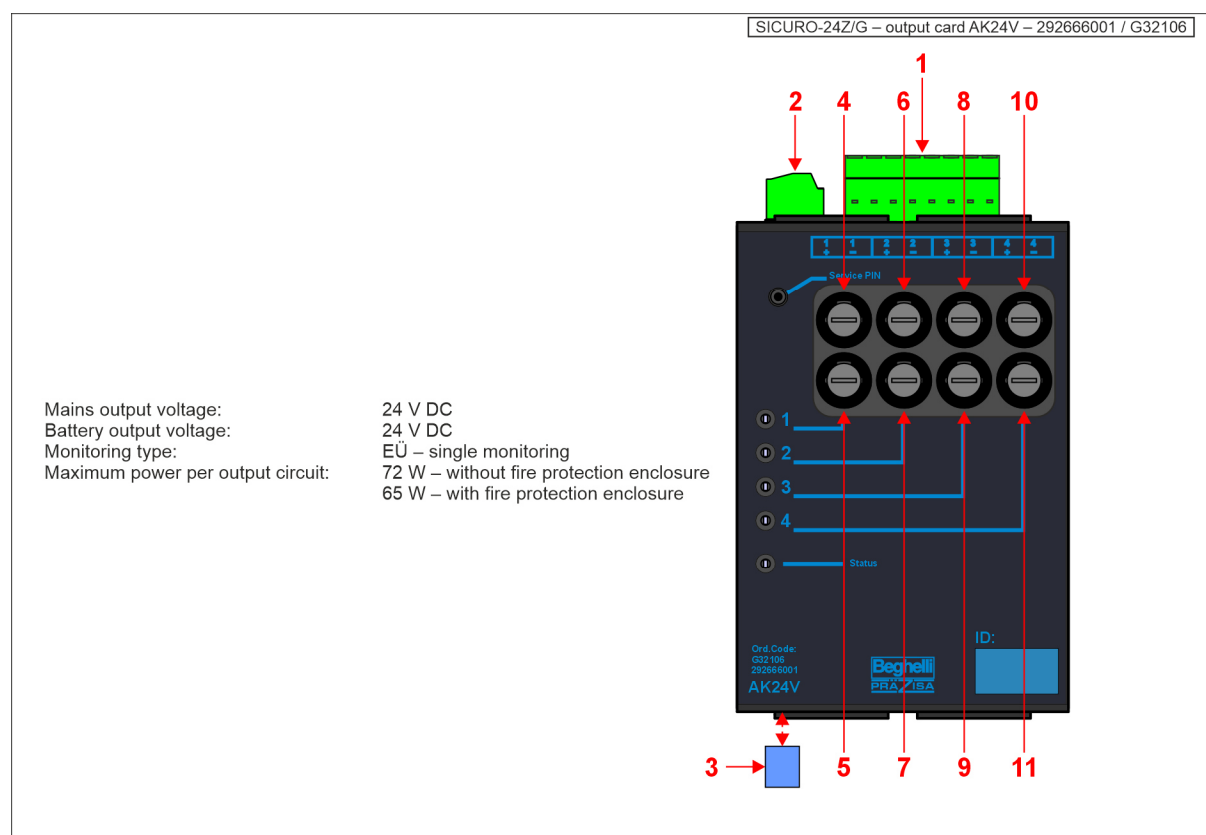 SICURO-24Z/G – output card AK24V – 292666001 / G32106
1
2 4 6 8 10
1 1 2 2 3 3 4 4
+ – + – + – + –
Service PIN
Mains output voltage: 24 V DC
Battery output voltage: 24 V DC
Monitoring type: EÜ – single monitoring
Maximum power per output circuit: 72 W – without fire protection enclosure
65 W – with fire protection enclosure
1
2
3
4
Status
ID:
Ord.Code:
G32106
292666001
AK24V
Beghelli
PRÄZISA
3 5 7 9 11